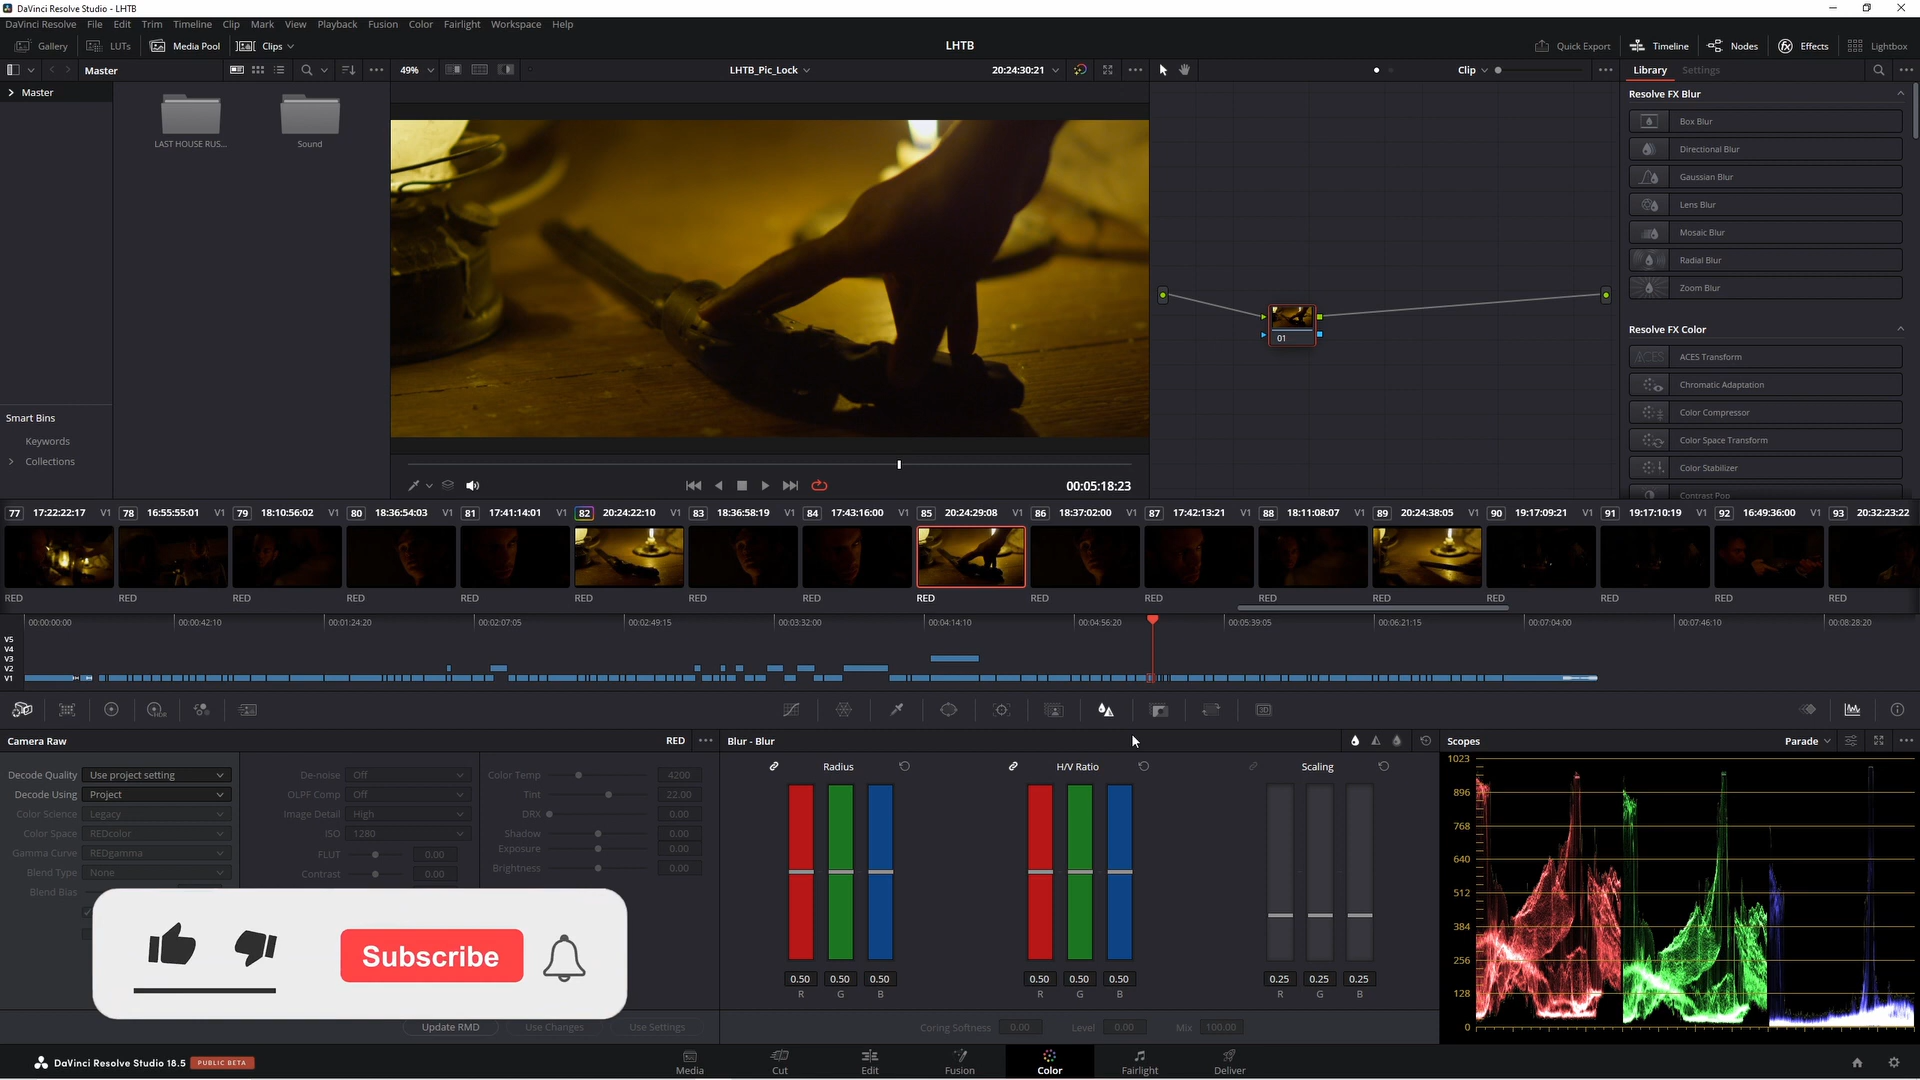 DaVinci Resolve Studio - LHTB
DaVinci Resolve File Edit Trim Timeline Clip Mark View Playback Fusion Color Fairlight Workspace Help
Gallery LUTs Media Pool Clips LHTB Quick Export Timeline Nodes Effects Lightbox
Master 49% LHTB_Pic_Lock 20:24:30:21 Clip Library Settings
Master
LAST HOUSE RUS... Sound
Smart Bins
Keywords
Collections
00:05:18:23
Resolve FX Blur
Box Blur
Directional Blur
Gaussian Blur
Lens Blur
Mosaic Blur
Radial Blur
Zoom Blur
Resolve FX Color
ACES Transform
Chromatic Adaptation
Color Compressor
Color Space Transform
Color Stabilizer
Contrast Pop
01
77 17:22:22:17 V1 78 16:55:55:01 V1 79 18:10:56:02 V1 80 18:36:54:03 V1 81 17:41:14:01 V1 82 20:24:22:10 V1 83 18:36:58:19 V1 84 17:43:16:00 V1 85 20:24:29:08 V1 86 18:37:02:00 V1 87 17:42:13:21 V1 88 18:11:08:07 V1 89 20:24:38:05 V1 90 19:17:09:21 V1 91 19:17:10:19 V1 92 16:49:36:00 V1 93 20:32:23:22
RED RED RED RED RED RED RED RED RED RED RED RED RED RED RED RED RED
00:00:00:00 00:00:42:10 00:01:24:20 00:02:07:05 00:02:49:15 00:03:32:00 00:04:14:10 00:04:56:20 00:05:39:05 00:06:21:15 00:07:04:00 00:07:46:10 00:08:28:20
V5
V4
V3
V2
V1
HDR 3D
Camera Raw RED
Decode Quality Use project setting
Decode Using Project
Color Science Legacy
Color Space REDcolor
Gamma Curve REDgamma
Blend Type None
Blend Bias
De-noise Off
OLPF Comp Off
Image Detail High
ISO 1280
FLUT 0.00
Contrast 0.00
Color Temp 4200
Tint 22.00
DRX 0.00
Shadow 0.00
Exposure 0.00
Brightness 0.00
Subscribe
Update RMD Use Changes Use Settings
Blur - Blur
Radius H/V Ratio Scaling
0.50 0.50 0.50 0.50 0.50 0.50 0.25 0.25 0.25
R G B R G B R G B
Coring Softness 0.00 Level 0.00 Mix 100.00
Scopes Parade
1023
896
768
640
512
384
256
128
0
DaVinci Resolve Studio 18.5 PUBLIC BETA
Media Cut Edit Fusion Color Fairlight Deliver